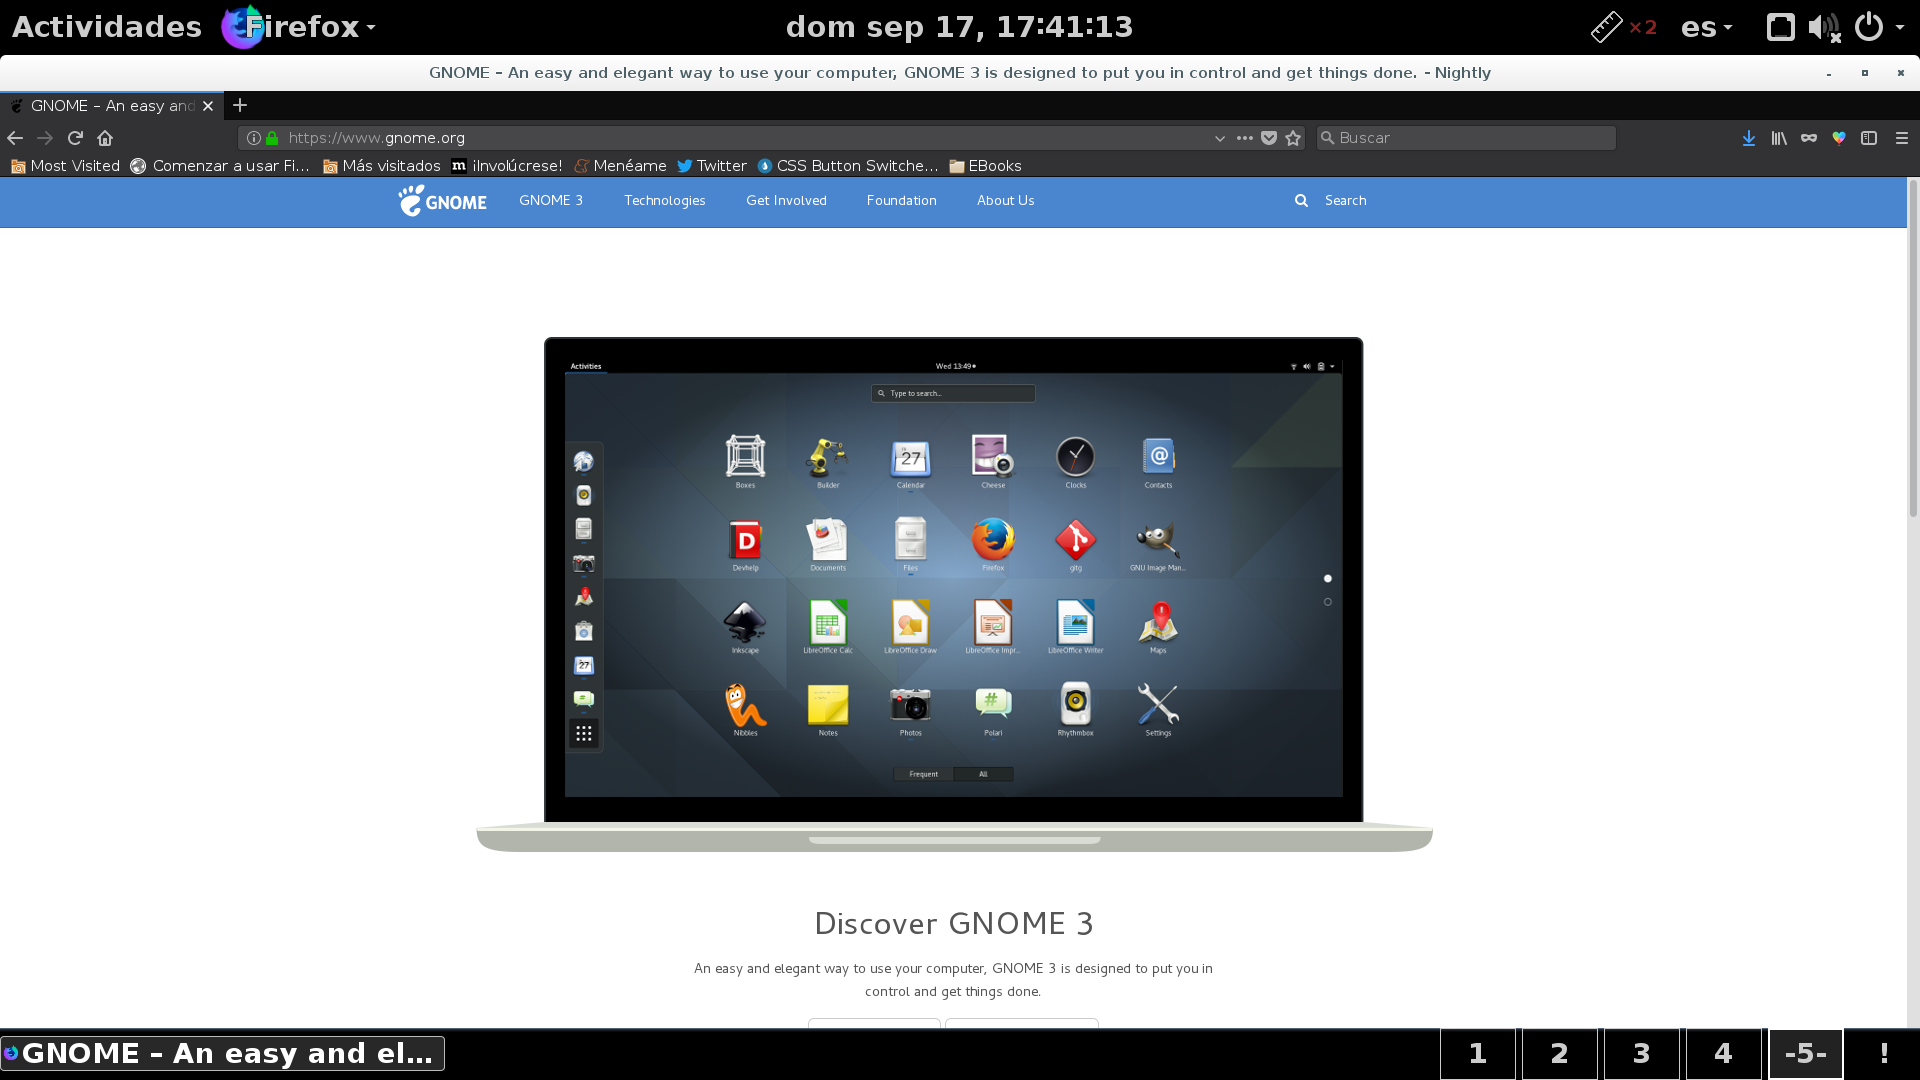 Actividades Firefox dom sep 17, 17:41:13 ×2 es
GNOME – An easy and elegant way to use your computer, GNOME 3 is designed to put you in control and get things done. - Nightly
GNOME – An easy and
https://www.gnome.org Buscar
Most Visited Comenzar a usar Fi... Más visitados m ¡Involúcrese! Menéame Twitter CSS Button Switche... EBooks
GNOME GNOME 3 Technologies Get Involved Foundation About Us Search
Activities Wed 13:49
Type to search...
27
Boxes Builder Calendar Cheese Clocks Contacts
D
Devhelp Documents Files Firefox gitg GNU Image Man...
Inkscape LibreOffice Calc LibreOffice Draw LibreOffice Impr... LibreOffice Writer Maps
27
Nibbles Notes Photos Polari Rhythmbox Settings
Frequent All
Discover GNOME 3
An easy and elegant way to use your computer, GNOME 3 is designed to put you in
control and get things done.
GNOME – An easy and el... 1 2 3 4 -5- !